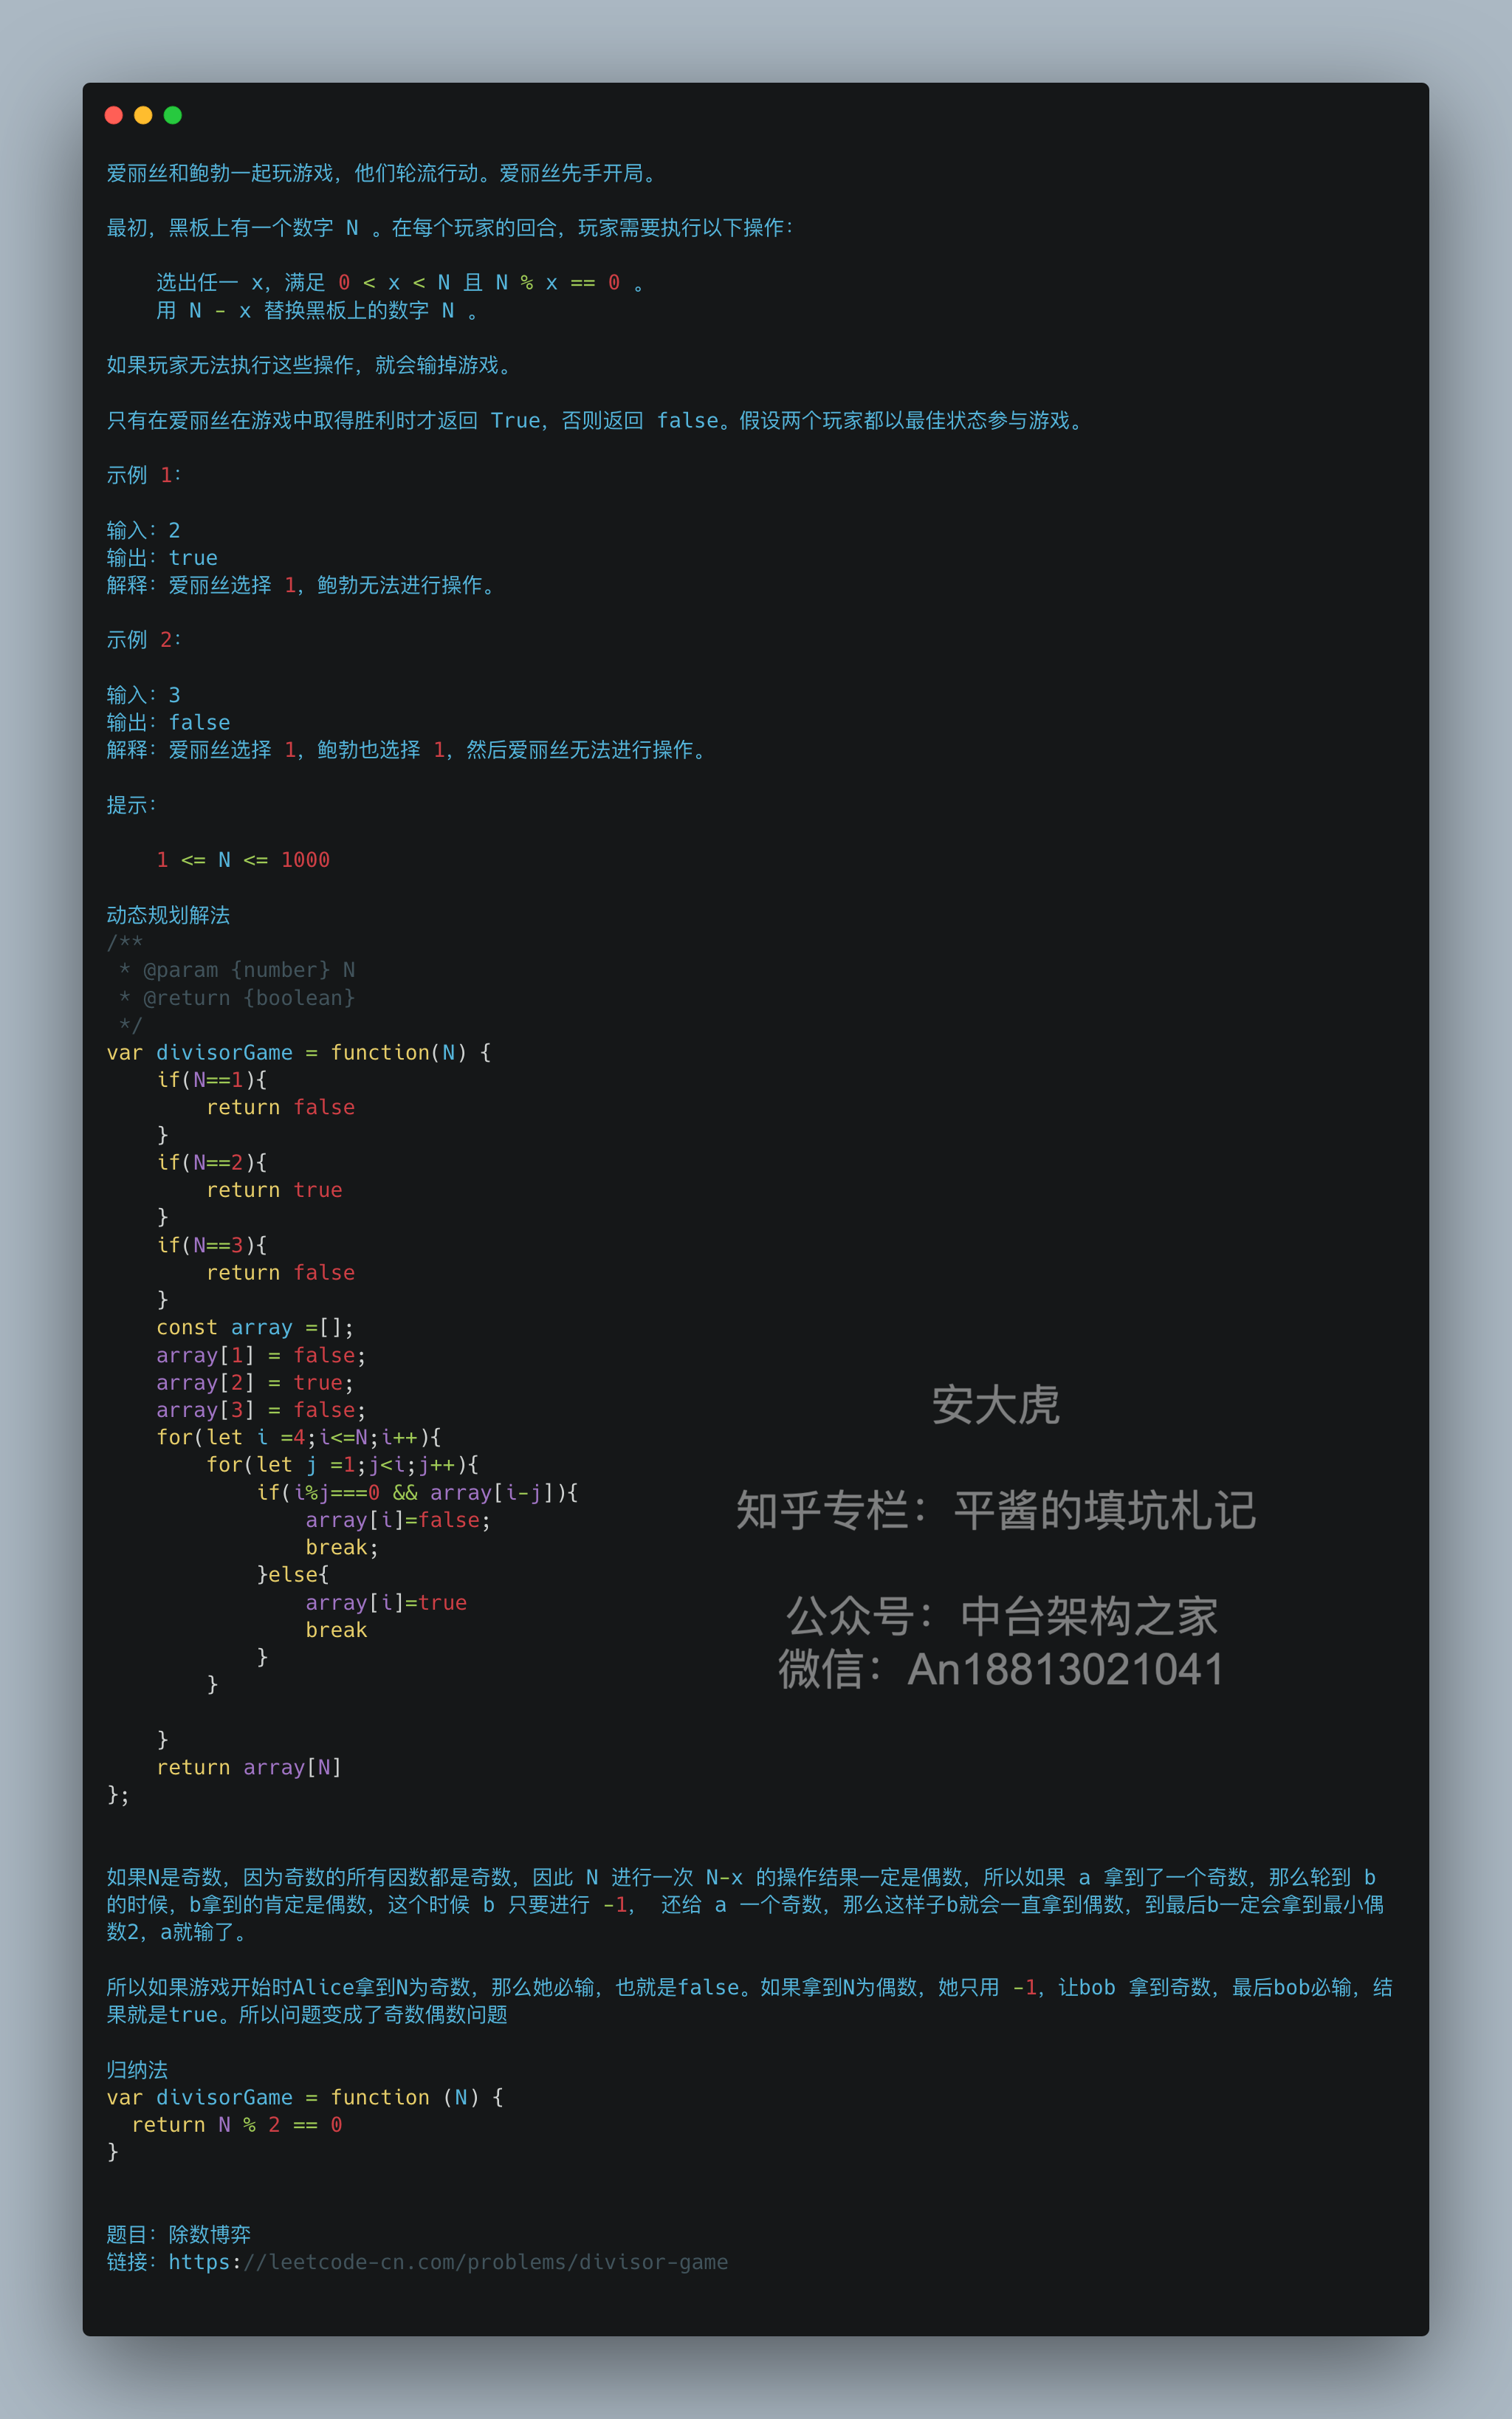 爱丽丝和鲍勃一起玩游戏，他们轮流行动。爱丽丝先手开局。
最初，黑板上有一个数字 N 。在每个玩家的回合，玩家需要执行以下操作：
    选出任一 x，满足 0 < x < N 且 N % x == 0 。
    用 N - x 替换黑板上的数字 N 。
如果玩家无法执行这些操作，就会输掉游戏。
只有在爱丽丝在游戏中取得胜利时才返回 True，否则返回 false。假设两个玩家都以最佳状态参与游戏。
示例 1：
输入：2
输出：true
解释：爱丽丝选择 1，鲍勃无法进行操作。
示例 2：
输入：3
输出：false
解释：爱丽丝选择 1，鲍勃也选择 1，然后爱丽丝无法进行操作。
提示：
    1 <= N <= 1000
动态规划解法
/**
 * @param {number} N
 * @return {boolean}
 */
var divisorGame = function(N) {
    if(N==1){
        return false
    }
    if(N==2){
        return true
    }
    if(N==3){
        return false
    }
    const array =[];
    array[1] = false;
    array[2] = true;
    array[3] = false;
    for(let i =4;i<=N;i++){
        for(let j =1;j<i;j++){
            if(i%j===0 && array[i-j]){
                array[i]=false;
                break;
            }else{
                array[i]=true
                break
            }
        }
    }
    return array[N]
};
安大虎
知乎专栏：平酱的填坑札记
公众号：中台架构之家
微信：An18813021041
如果N是奇数，因为奇数的所有因数都是奇数，因此 N 进行一次 N-x 的操作结果一定是偶数，所以如果 a 拿到了一个奇数，那么轮到 b
的时候，b拿到的肯定是偶数，这个时候 b 只要进行 -1， 还给 a 一个奇数，那么这样子b就会一直拿到偶数，到最后b一定会拿到最小偶
数2，a就输了。
所以如果游戏开始时Alice拿到N为奇数，那么她必输，也就是false。如果拿到N为偶数，她只用 -1，让bob 拿到奇数，最后bob必输，结
果就是true。所以问题变成了奇数偶数问题
归纳法
var divisorGame = function (N) {
  return N % 2 == 0
}
题目：除数博弈
链接：https://leetcode-cn.com/problems/divisor-game